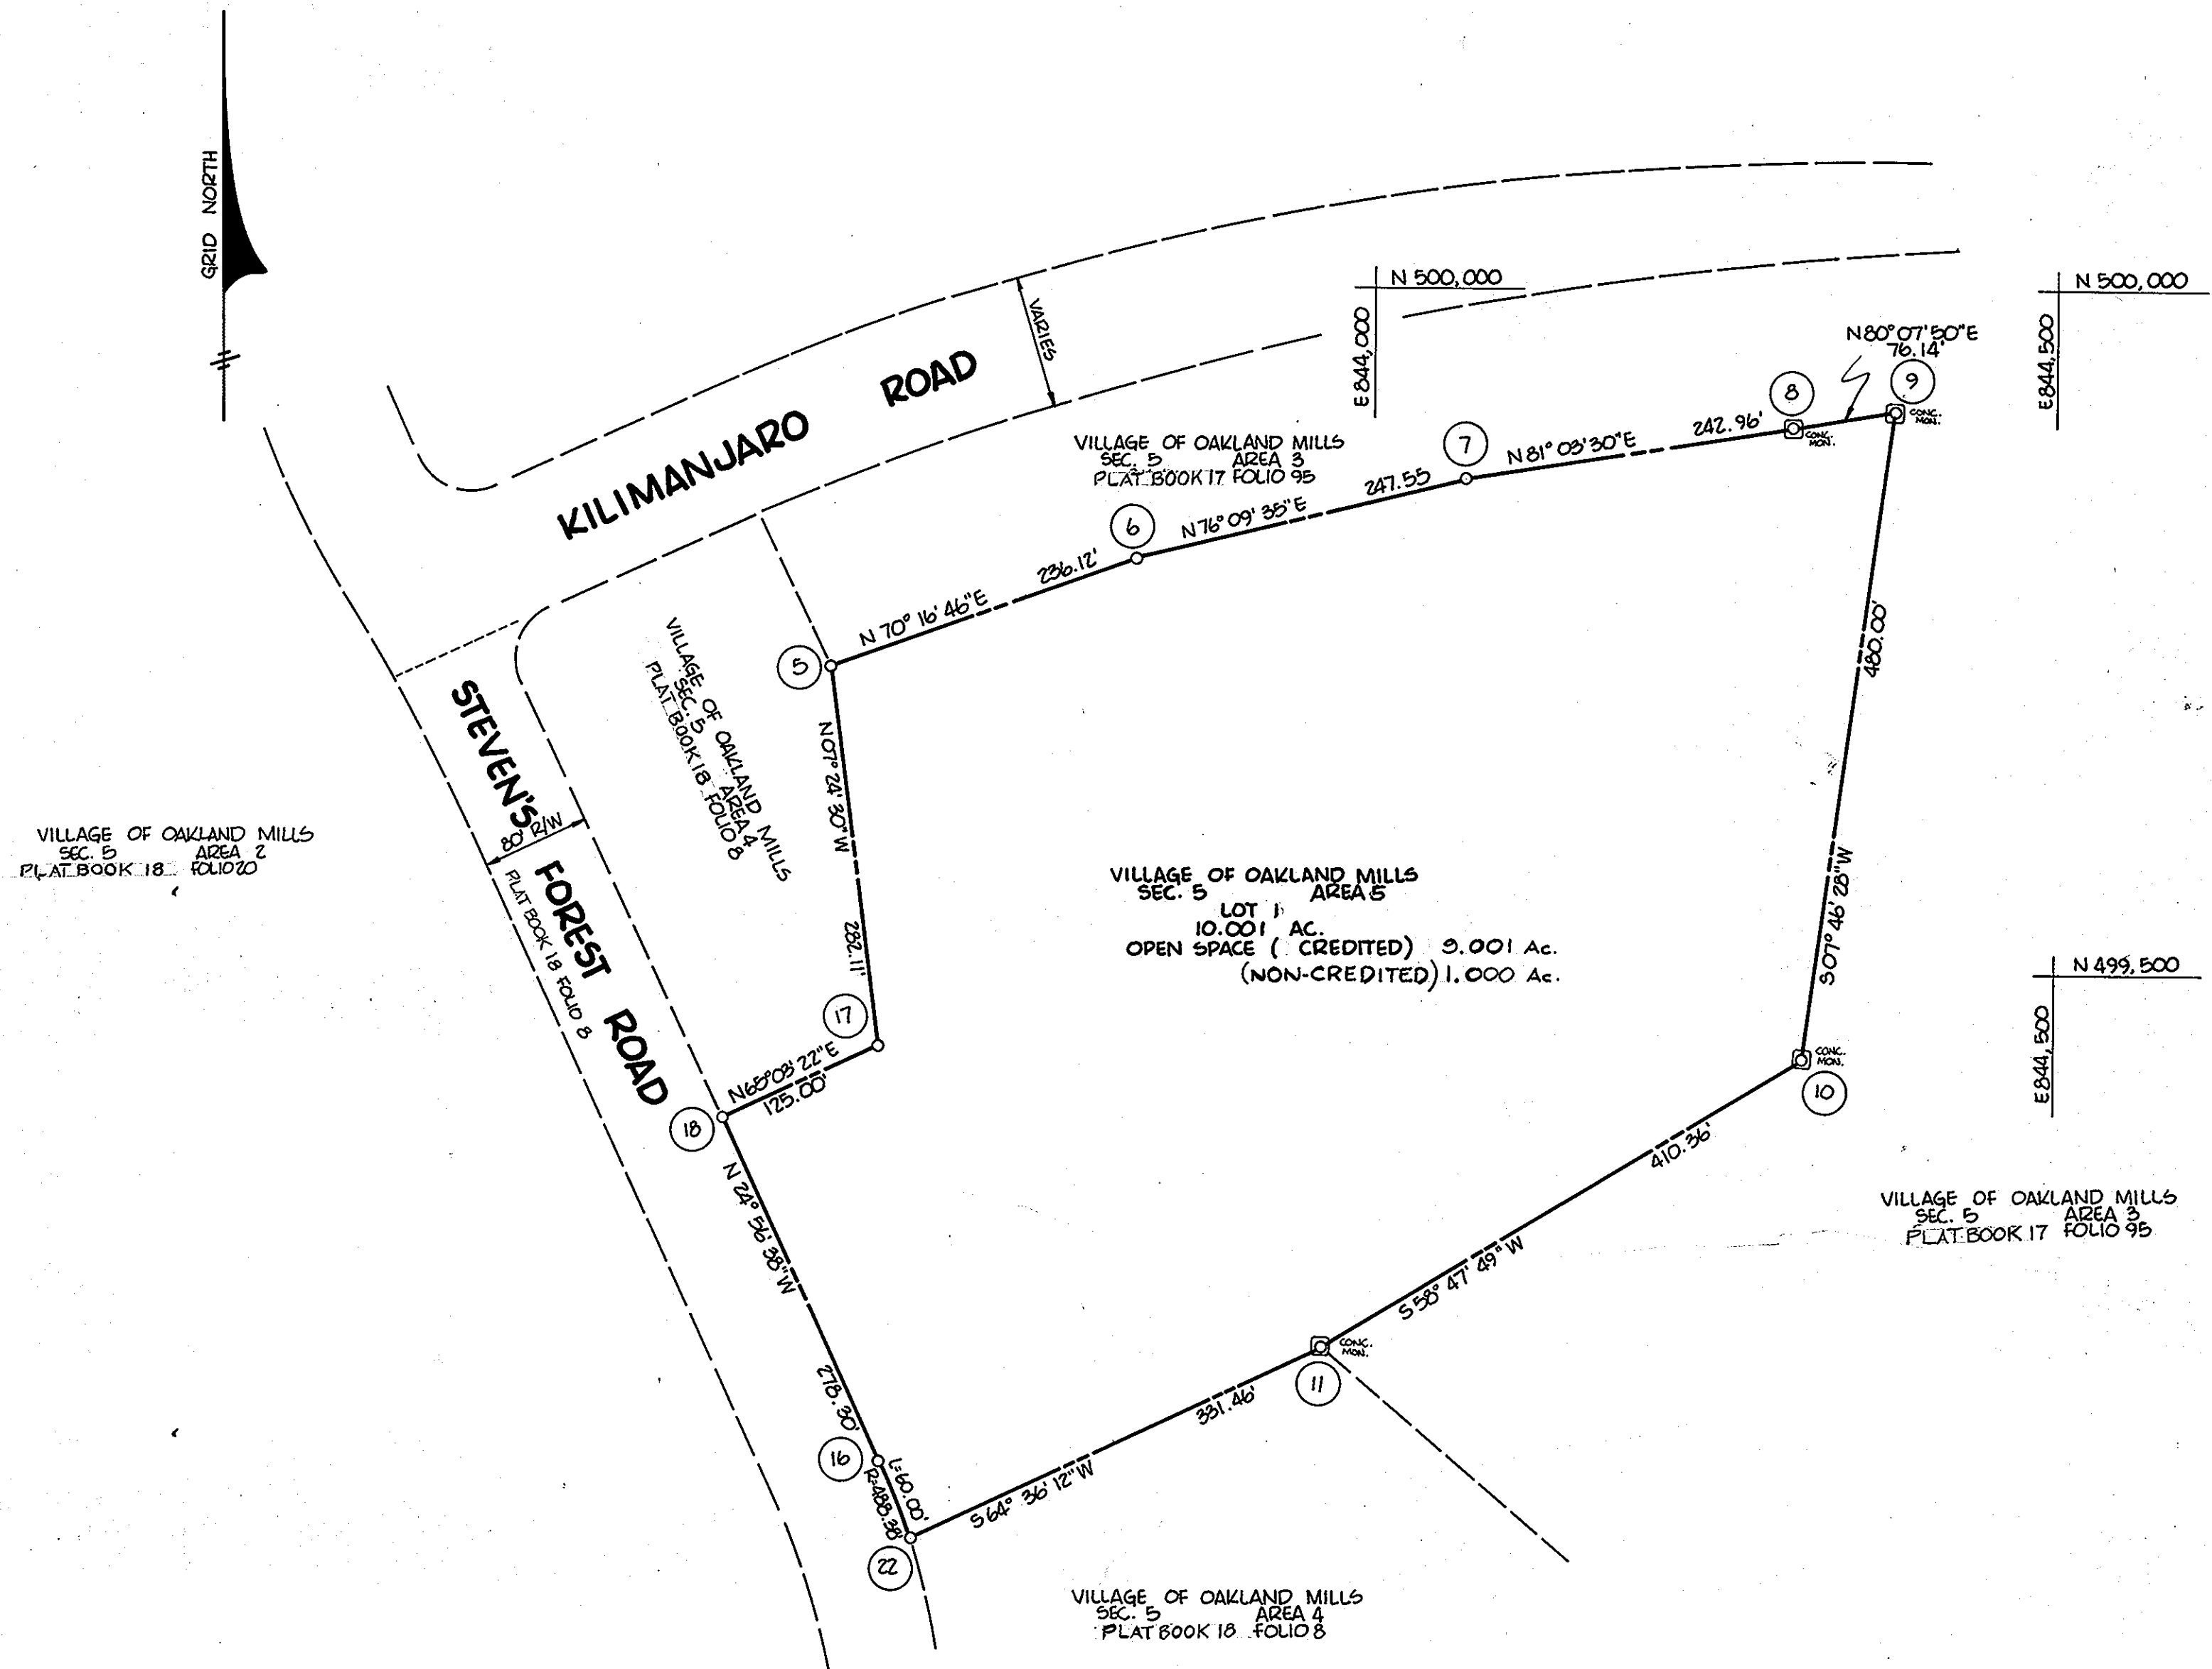 GRID NORTH
KILIMANJARO ROAD
VARIES
N 500,000
E 844,000
N 500,000
E 844,500
N80°07'50"E
76.14'
9
CONC.
MON.
8
CONC.
MON.
242.96'
N 81° 03' 30"E
7
247.55
N 76° 09' 35"E
6
236.12'
N 70° 16' 46"E
5
VILLAGE OF OAKLAND MILLS
SEC. 5 AREA 3
PLAT BOOK 17 FOLIO 95
VILLAGE OF OAKLAND MILLS
SEC. 5 AREA 4
PLAT BOOK 18 FOLIO 8
STEVEN'S FOREST ROAD
80' R/W
PLAT BOOK 18 FOLIO 8
VILLAGE OF OAKLAND MILLS
SEC. 5 AREA 2
PLAT BOOK 18 FOLIO 20
N07° 24' 30"W
282.11'
17
N65°03'22"E
125.00'
18
VILLAGE OF OAKLAND MILLS
SEC. 5 AREA 5
LOT 1
10.001 AC.
OPEN SPACE ( CREDITED) 9.001 Ac.
(NON-CREDITED) 1.000 Ac.
480.00'
S 07° 46' 28"W
N 499,500
E 844,500
CONC.
MON.
10
410.36'
S 58° 47' 49" W
VILLAGE OF OAKLAND MILLS
SEC. 5 AREA 3
PLAT BOOK 17 FOLIO 95
N 24° 56' 38"W
278.30'
CONC.
MON.
11
331.46'
S 64° 36' 12" W
16
L=60.00'
R=488.38'
22
VILLAGE OF OAKLAND MILLS
SEC. 5 AREA 4
PLAT BOOK 18 FOLIO 8